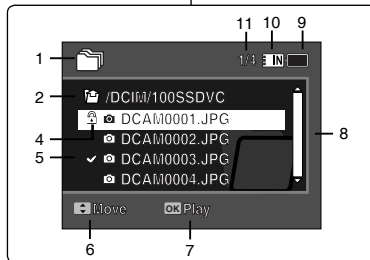 11 10 9
1 1/4 IN
2 /DCIM/100SSDVC
DCAM0001.JPG
4 DCAM0002.JPG 8
5 DCAM0003.JPG
DCAM0004.JPG
Move OK Play
6 7